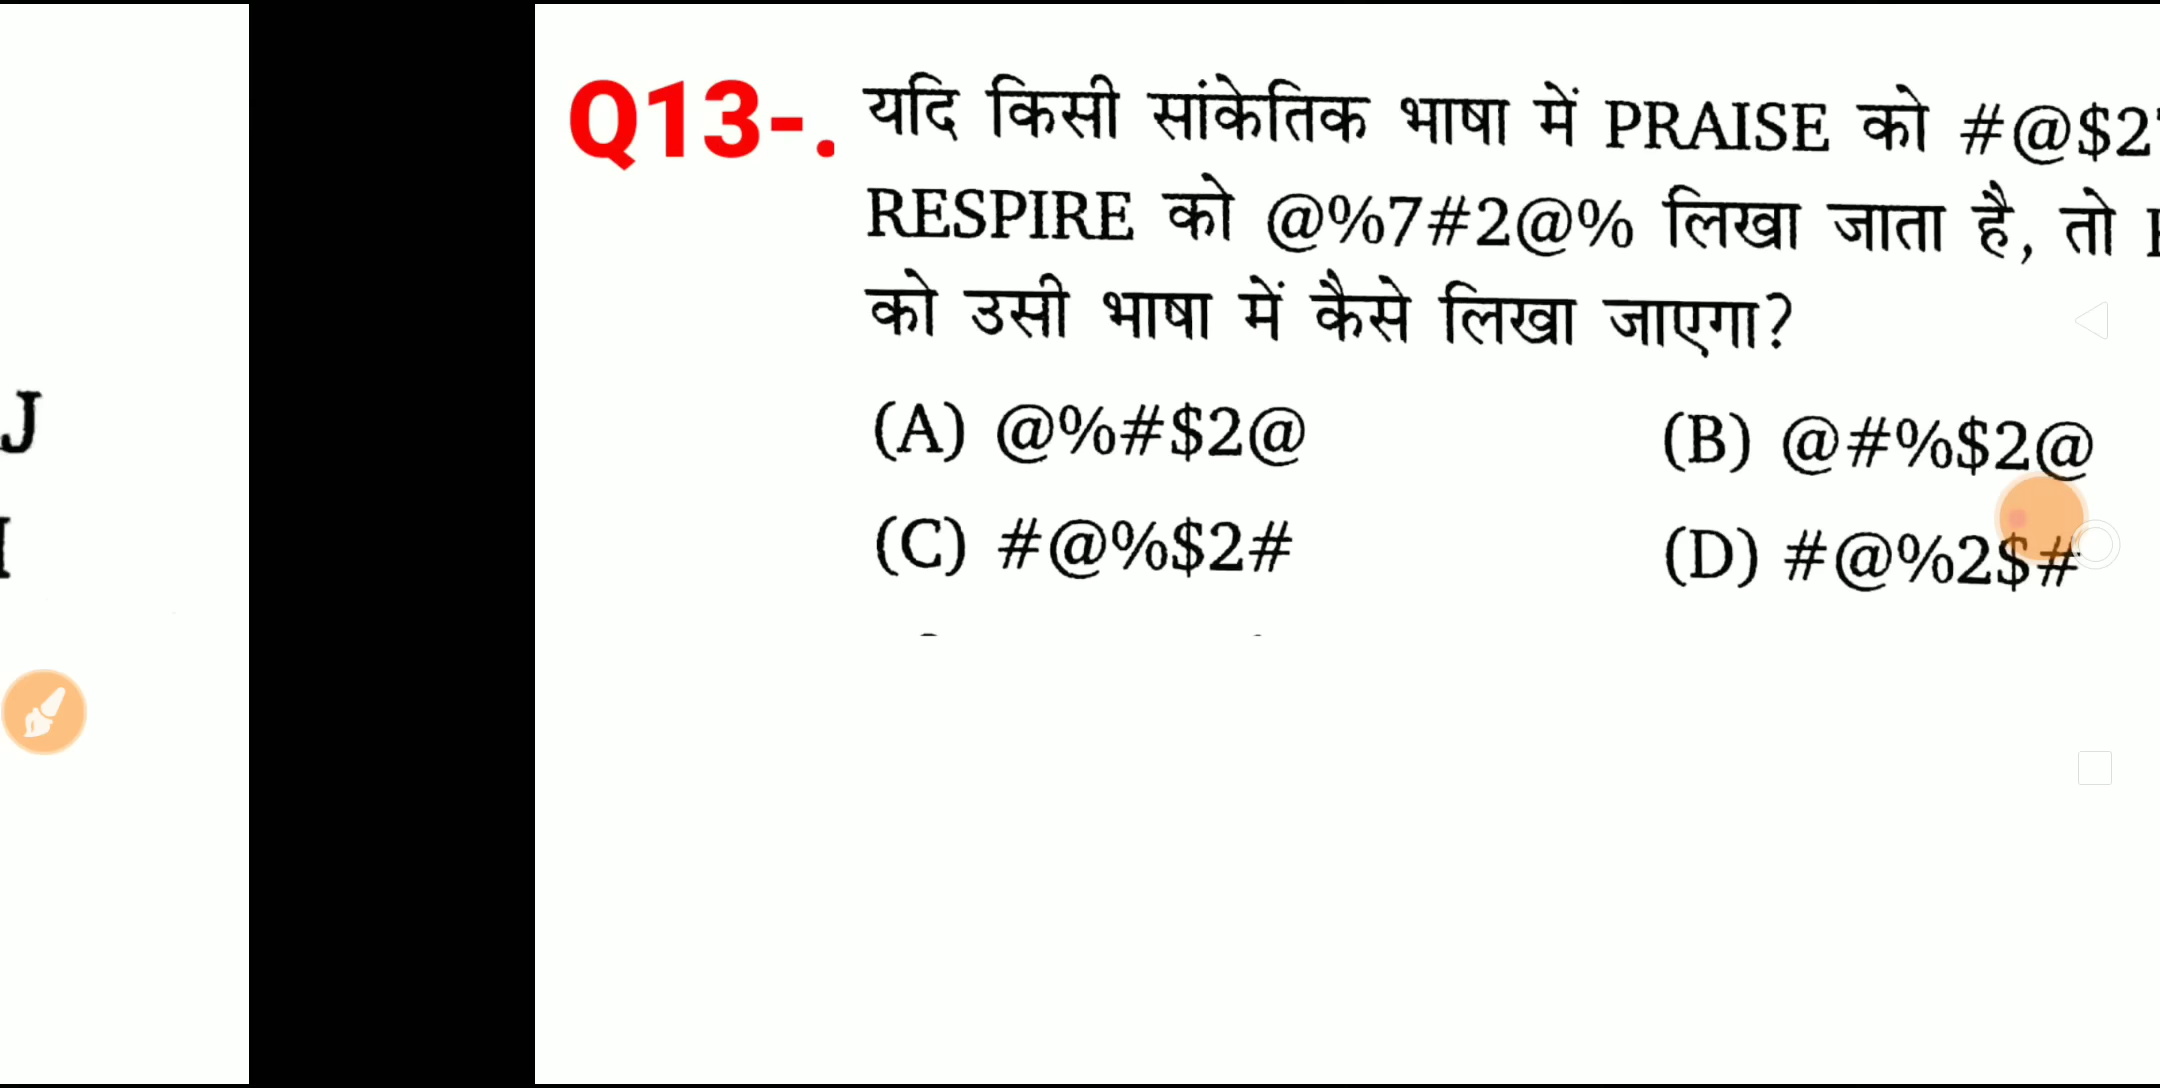 Q13-. यदि किसी सांकेतिक भाषा में PRAISE को #@$2
RESPIRE को @%7#2@% लिखा जाता है, तो
को उसी भाषा में कैसे लिखा जाएगा?
(A) @%#$2@ (B) @#%$2@
(C) #@%$2# (D) #@%2$#
J
I